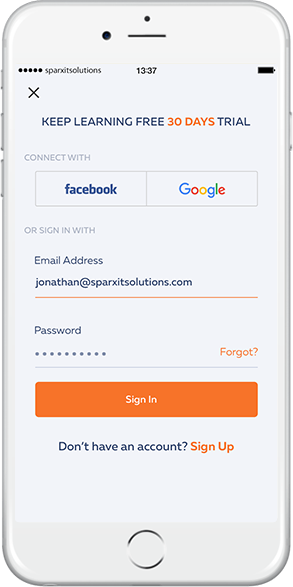 sparxitsolutions 13:37
KEEP LEARNING FREE 30 DAYS TRIAL
CONNECT WITH
facebook Google
OR SIGN IN WITH
Email Address
jonathan@sparxitsolutions.com
Password
Forgot?
Sign In
Don't have an account? Sign Up